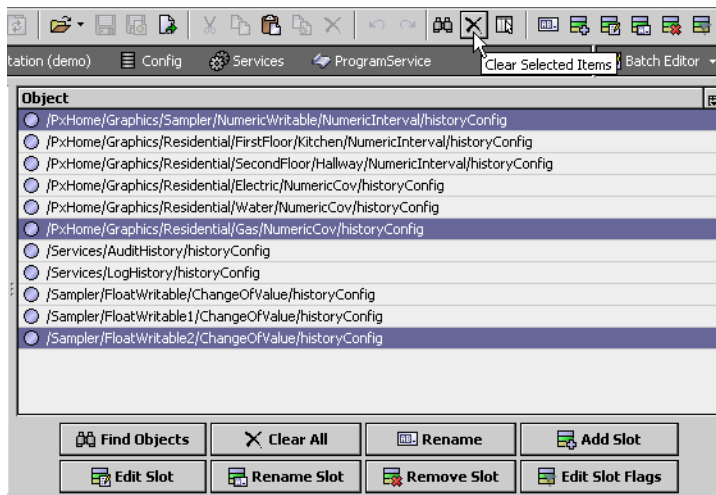 tation (demo) Config Services ProgramService Batch Editor
Clear Selected Items
Object
/PxHome/Graphics/Sampler/NumericWritable/NumericInterval/historyConfig
/PxHome/Graphics/Residential/FirstFloor/Kitchen/NumericInterval/historyConfig
/PxHome/Graphics/Residential/SecondFloor/Hallway/NumericInterval/historyConfig
/PxHome/Graphics/Residential/Electric/NumericCov/historyConfig
/PxHome/Graphics/Residential/Water/NumericCov/historyConfig
/PxHome/Graphics/Residential/Gas/NumericCov/historyConfig
/Services/AuditHistory/historyConfig
/Services/LogHistory/historyConfig
/Sampler/FloatWritable/ChangeOfValue/historyConfig
/Sampler/FloatWritable1/ChangeOfValue/historyConfig
/Sampler/FloatWritable2/ChangeOfValue/historyConfig
Find Objects Clear All Rename Add Slot
Edit Slot Rename Slot Remove Slot Edit Slot Flags